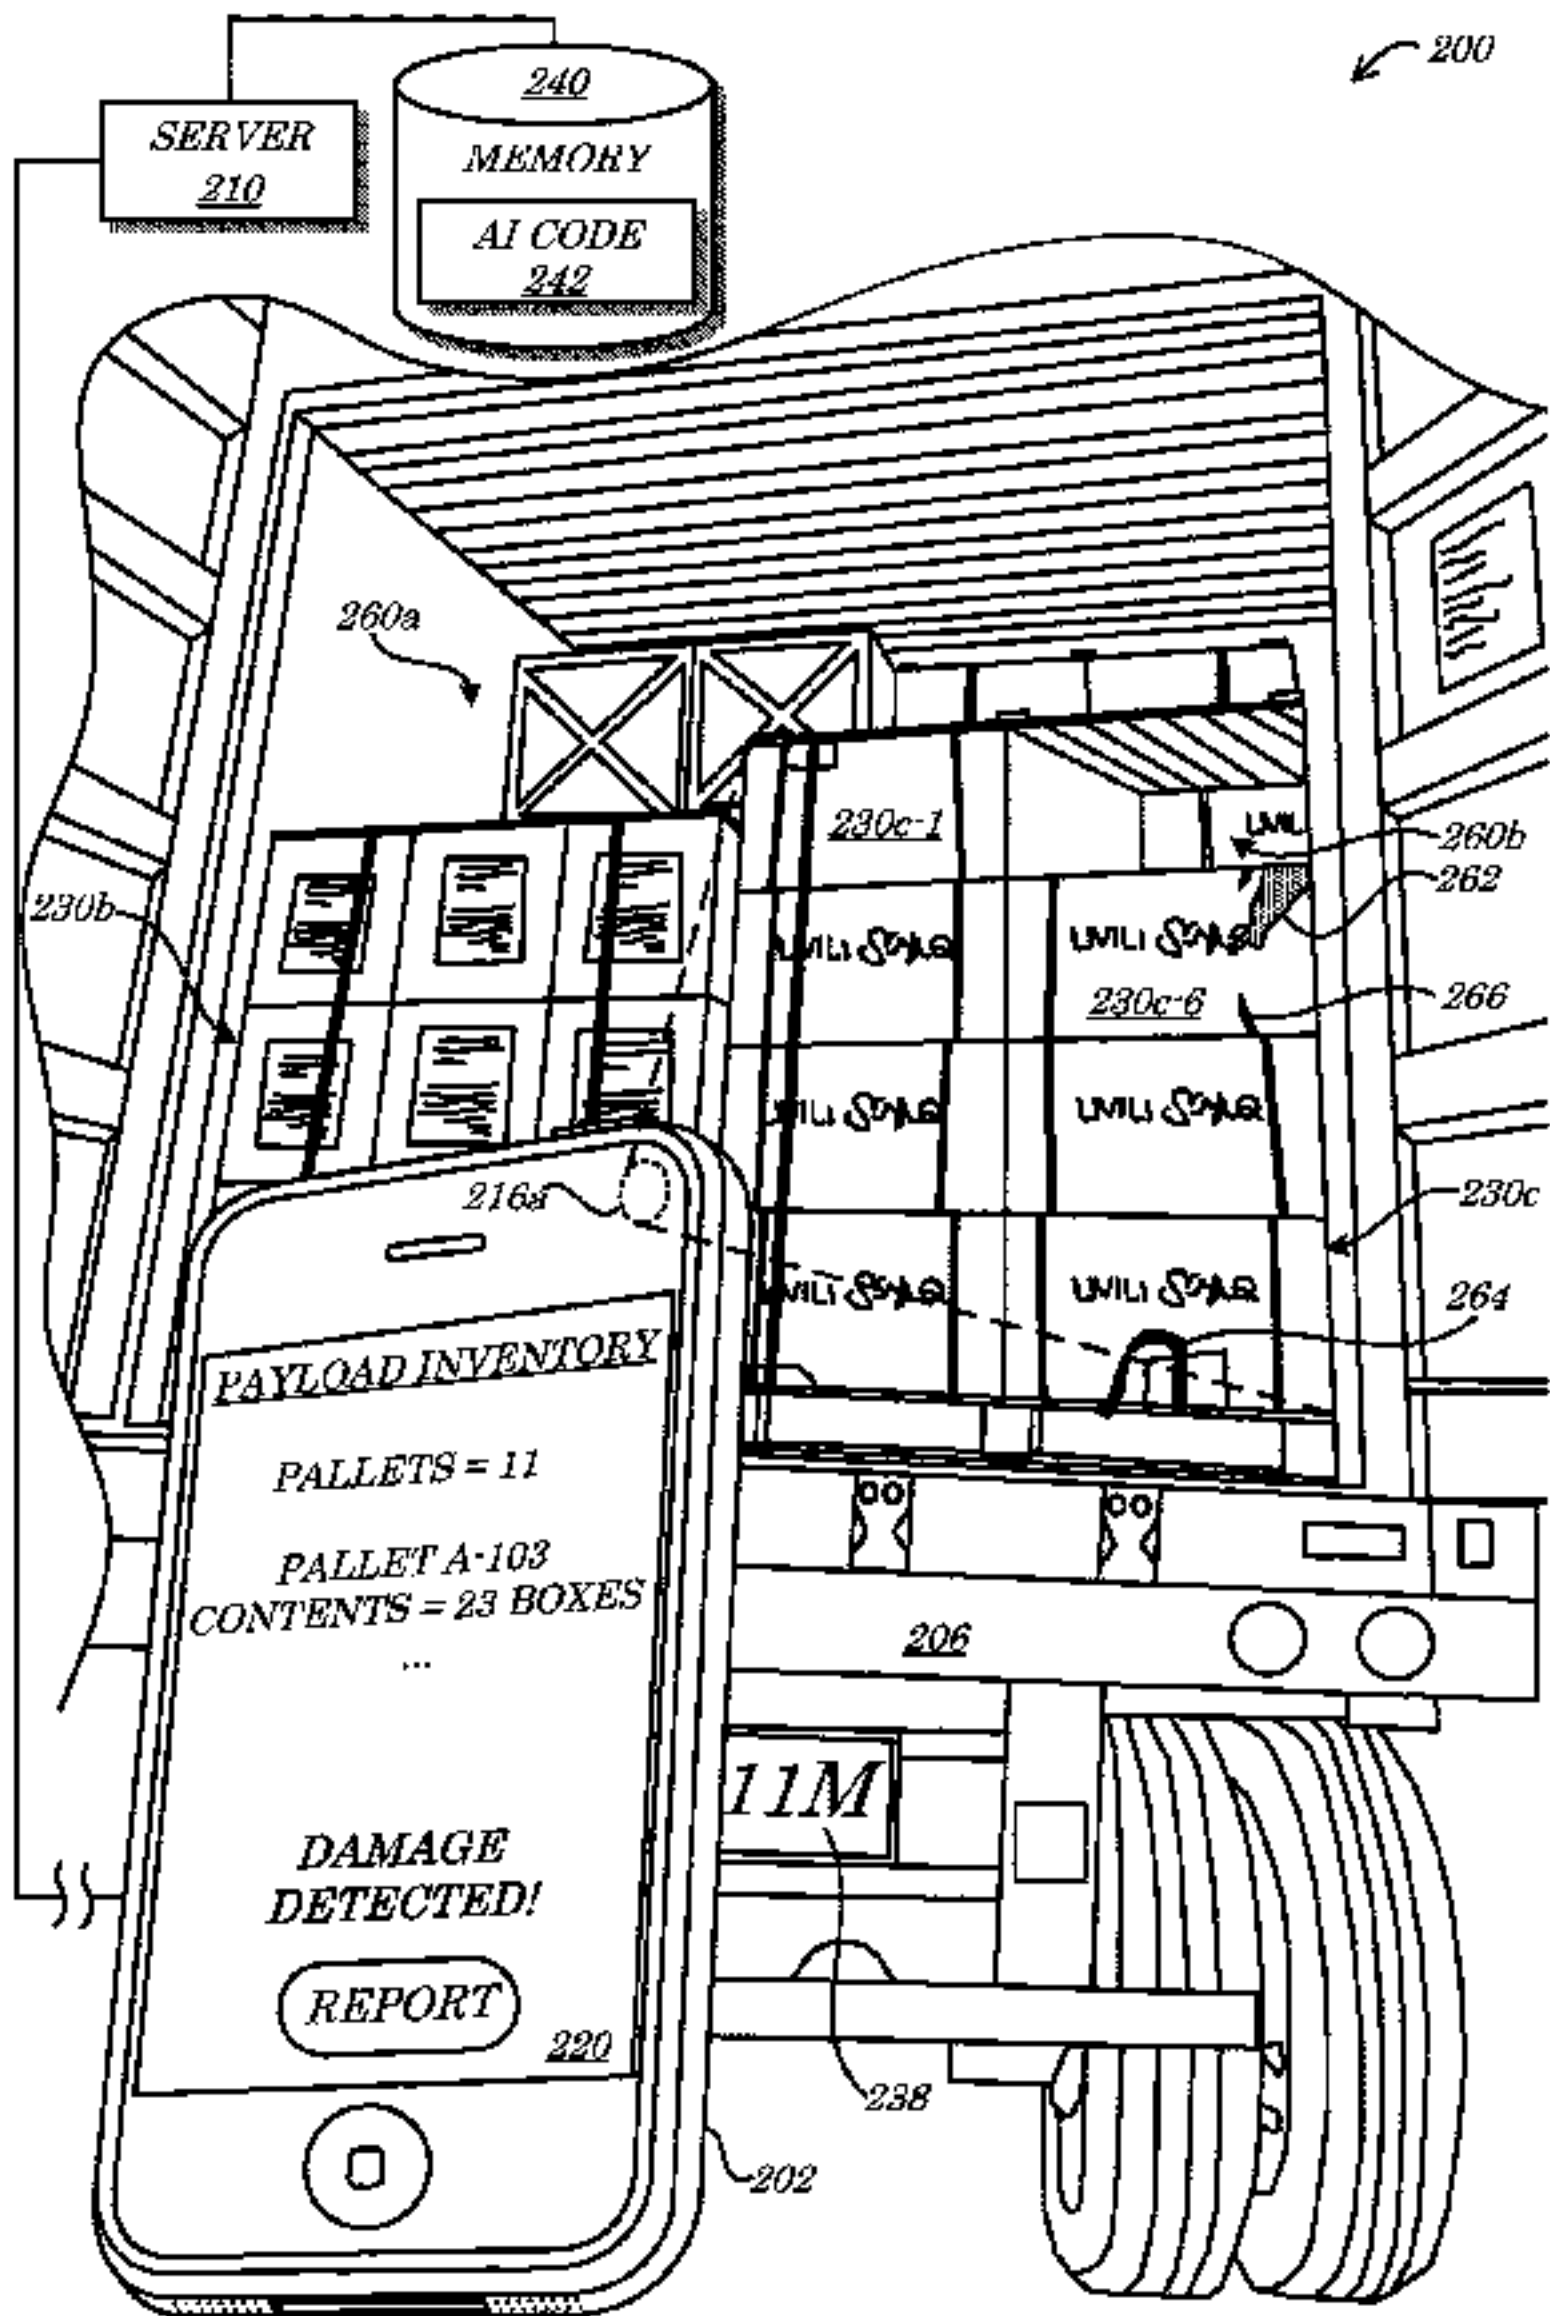 200
240
SERVER
210
MEMORY
AI CODE
242
260a
230c-1
260b
262
230b
230c-6
266
216a
230c
264
PAYLOAD INVENTORY
PALLETS = 11
PALLET A-103
CONTENTS = 23 BOXES
...
206
11M
DAMAGE
DETECTED!
REPORT
220
238
202